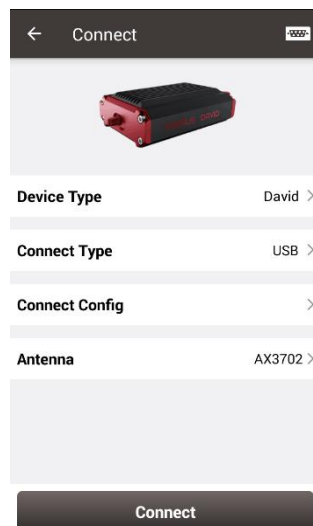 Connect
Device Type David
Connect Type USB
Connect Config
Antenna AX3702
Connect